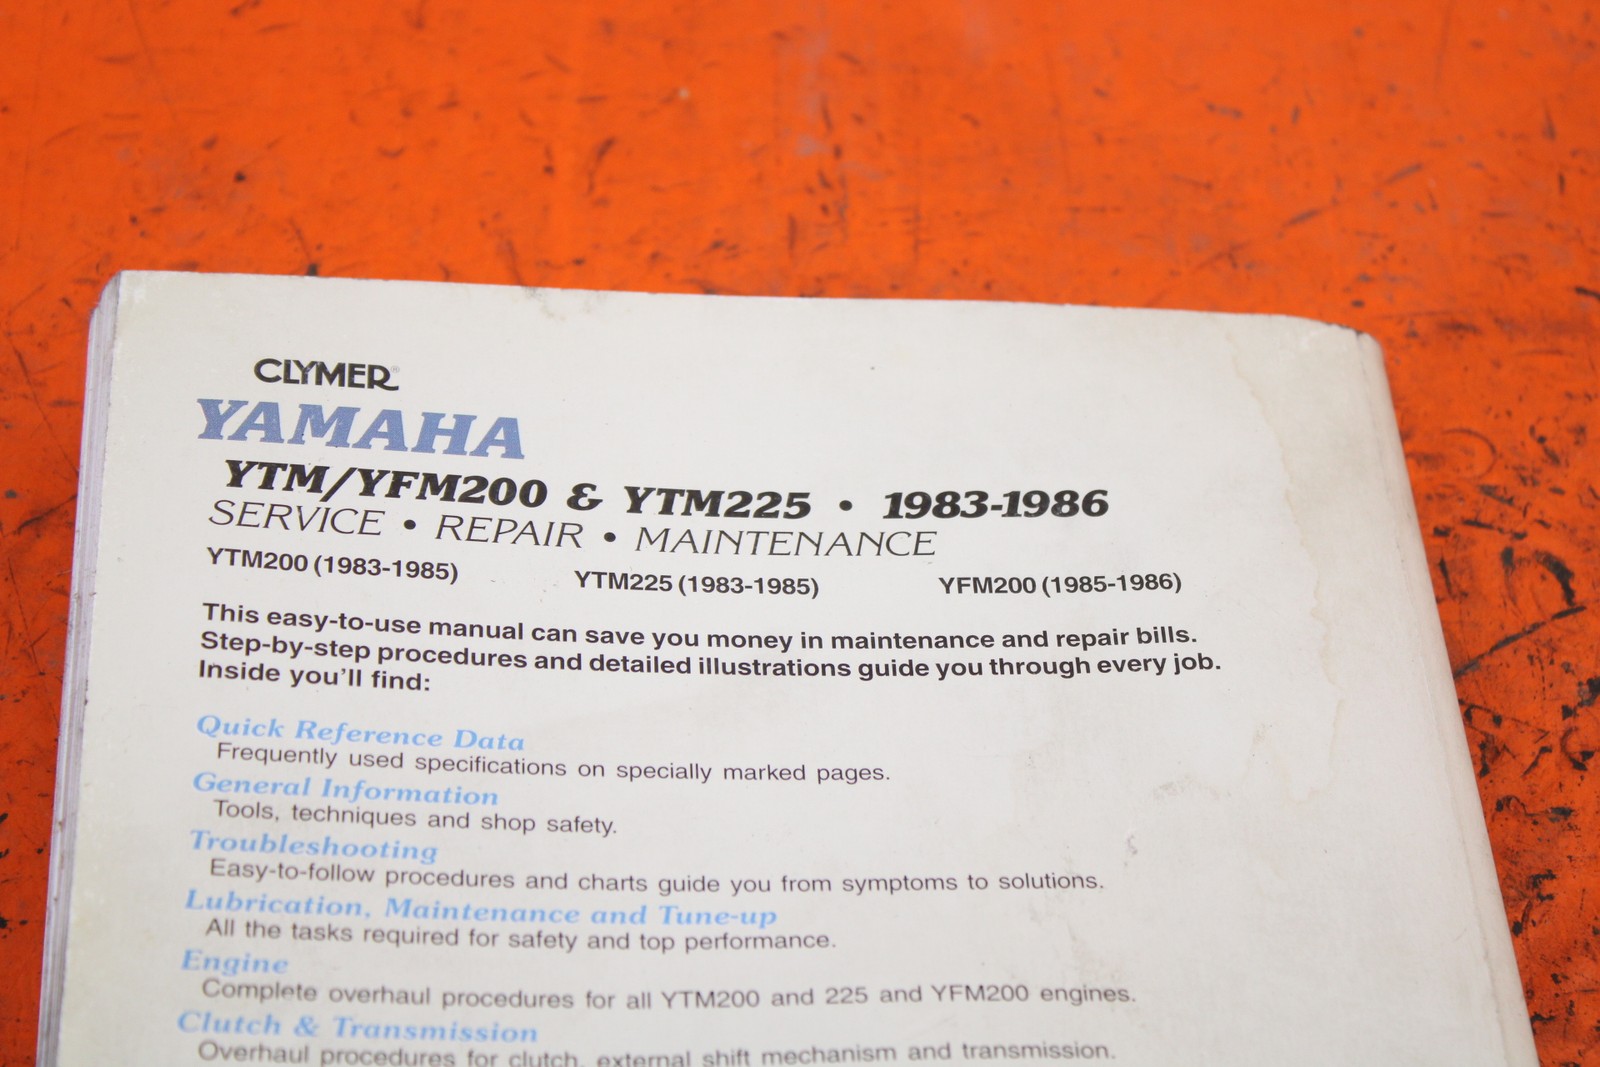 CLYMER®
YAMAHA
YTM/YFM200 & YTM225 • 1983-1986
SERVICE • REPAIR • MAINTENANCE
YTM200 (1983-1985) YTM225 (1983-1985) YFM200 (1985-1986)
This easy-to-use manual can save you money in maintenance and repair bills.
Step-by-step procedures and detailed illustrations guide you through every job.
Inside you'll find:
Quick Reference Data
Frequently used specifications on specially marked pages.
General Information
Tools, techniques and shop safety.
Troubleshooting
Easy-to-follow procedures and charts guide you from symptoms to solutions.
Lubrication, Maintenance and Tune-up
All the tasks required for safety and top performance.
Engine
Complete overhaul procedures for all YTM200 and 225 and YFM200 engines.
Clutch & Transmission
Overhaul procedures for clutch, external shift mechanism and transmission.